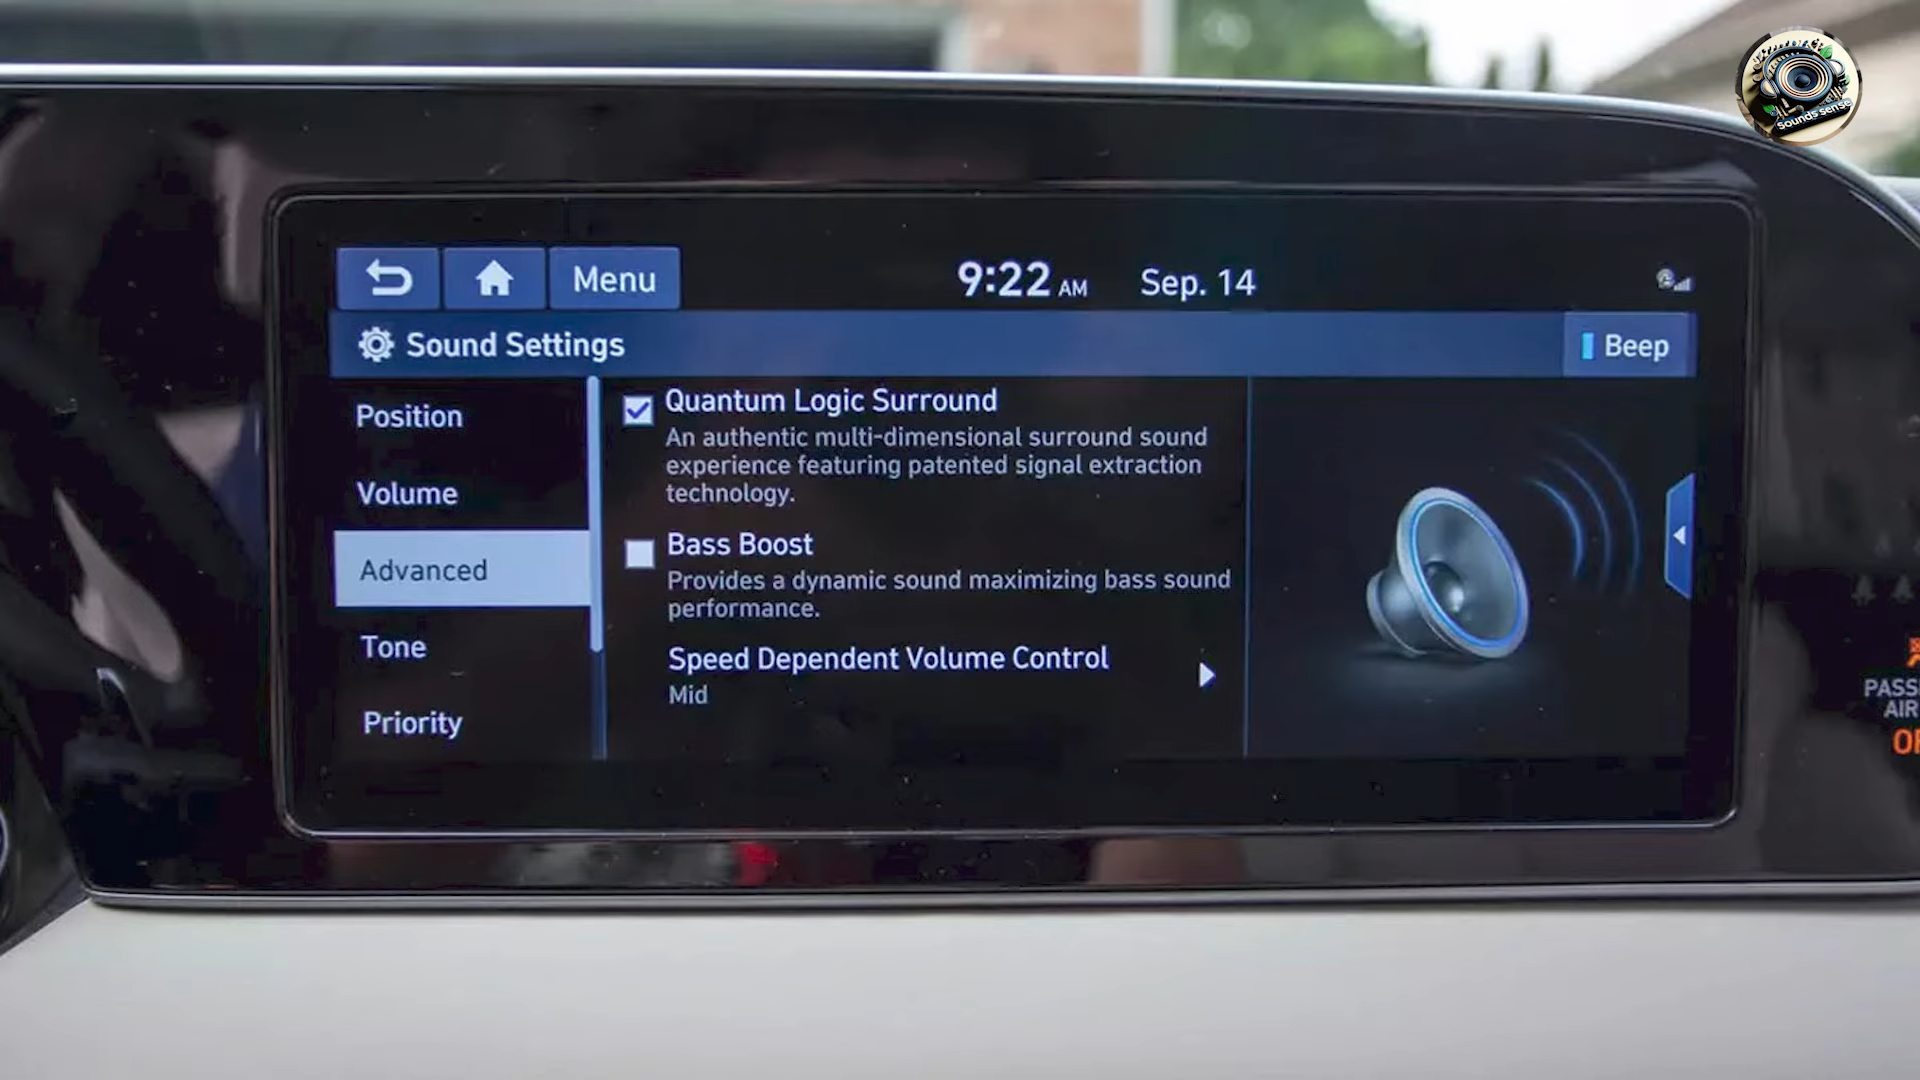 sounds sense
Menu
9:22 AM
Sep. 14
Sound Settings
Beep
Position
Volume
Advanced
Tone
Priority
Quantum Logic Surround
An authentic multi-dimensional surround sound
experience featuring patented signal extraction
technology.
Bass Boost
Provides a dynamic sound maximizing bass sound
performance.
Speed Dependent Volume Control
Mid